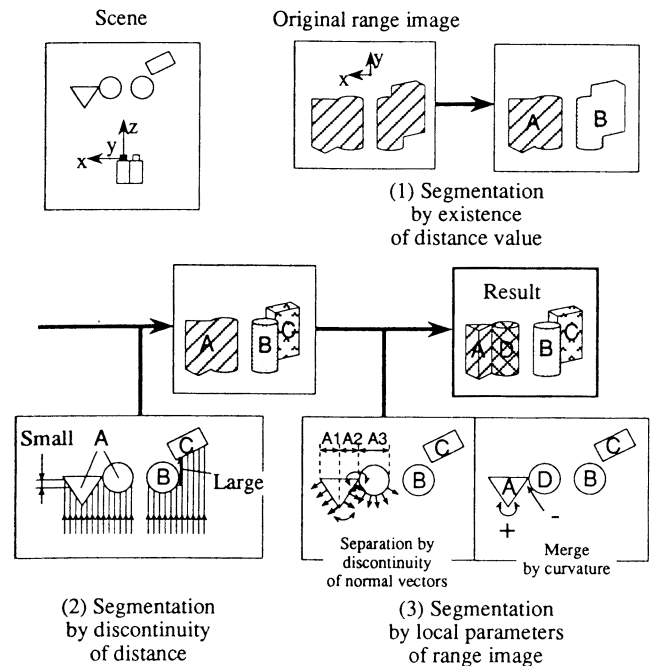 Scene
Original range image
z
y
x
y
x
A
B
(1) Segmentation
by existence
of distance value
A
B
C
Result
A
D
B
C
Small
A
B
C
Large
A1 A2 A3
C
B
Separation by
discontinuity
of normal vectors
C
A
D
B
+
-
Merge
by curvature
(2) Segmentation
by discontinuity
of distance
(3) Segmentation
by local parameters
of range image